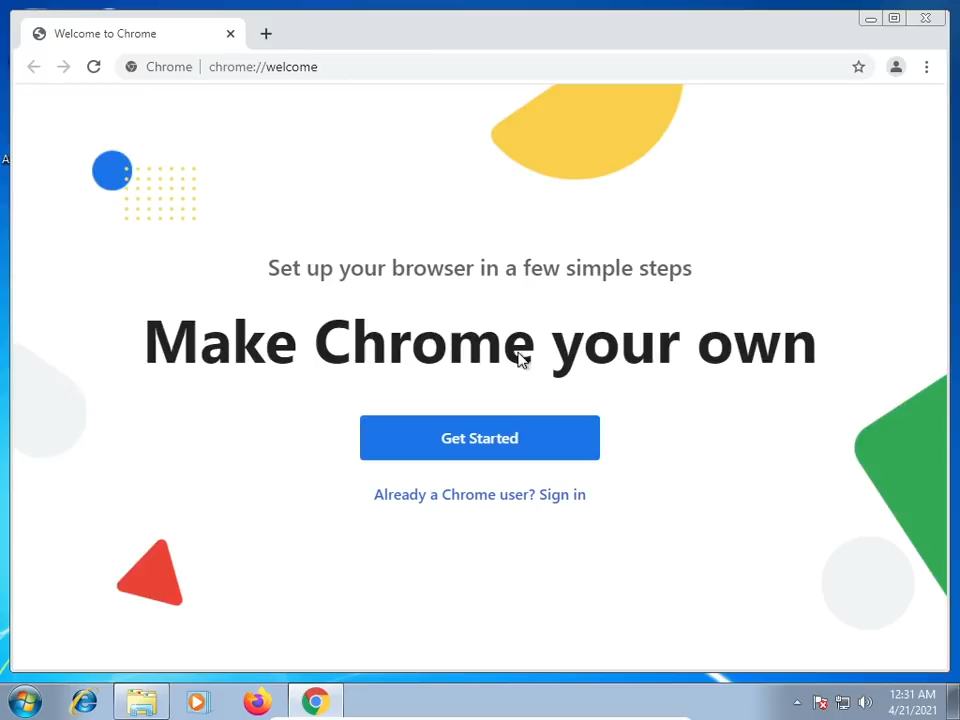 Welcome to Chrome
Chrome | chrome://welcome
A
Set up your browser in a few simple steps
Make Chrome your own
Get Started
Already a Chrome user? Sign in
12:31 AM
4/21/2021